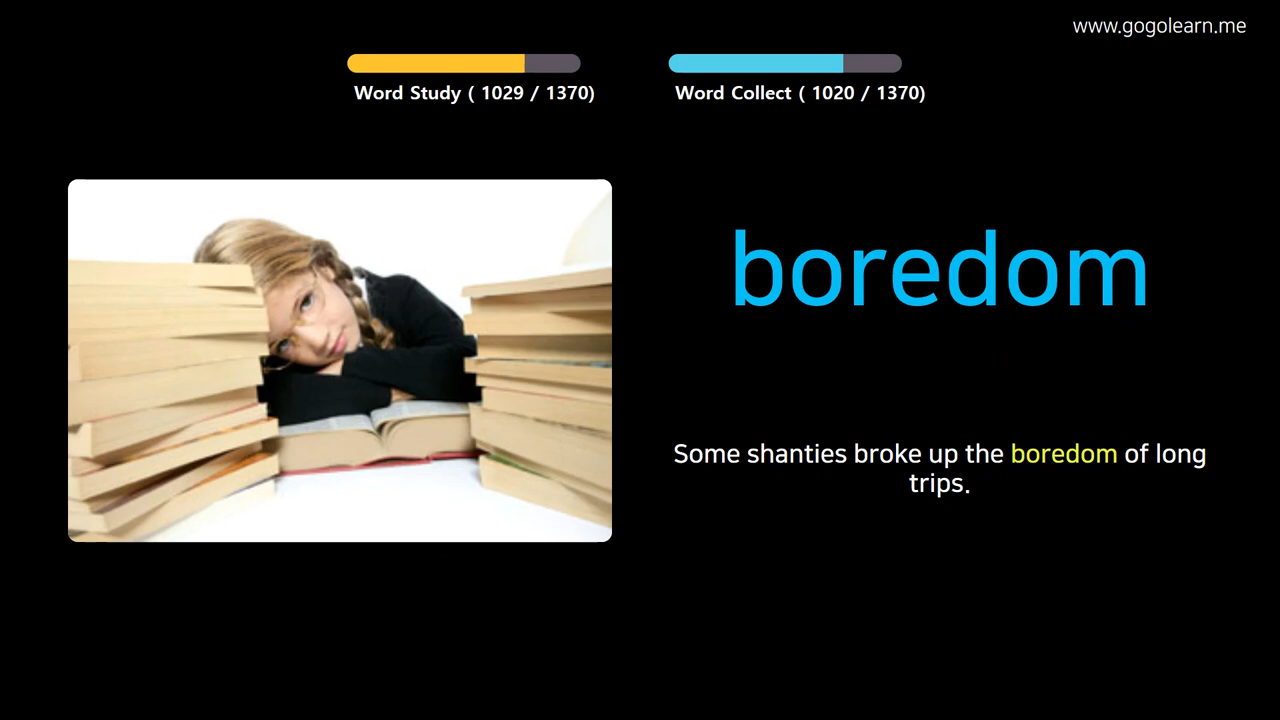 www.gogolearn.me
Word Study ( 1029 / 1370)
Word Collect ( 1020 / 1370)
boredom
Some shanties broke up the boredom of long
trips.